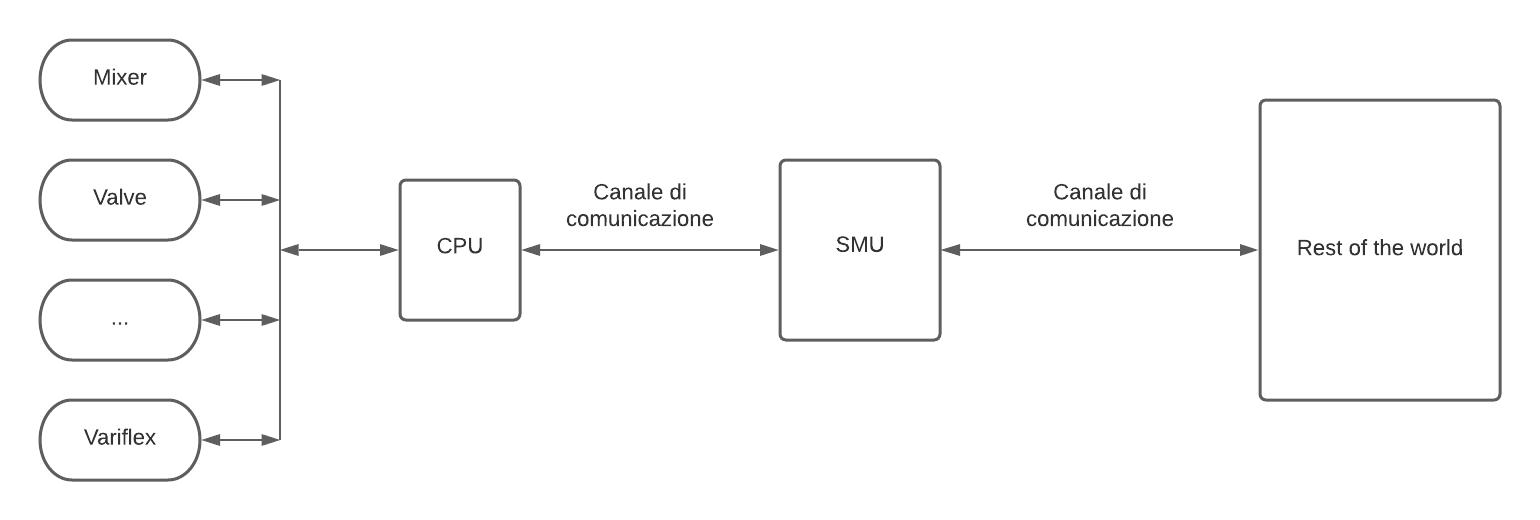 Mixer
Valve
...
Variflex
CPU
Canale di
comunicazione
SMU
Canale di
comunicazione
Rest of the world